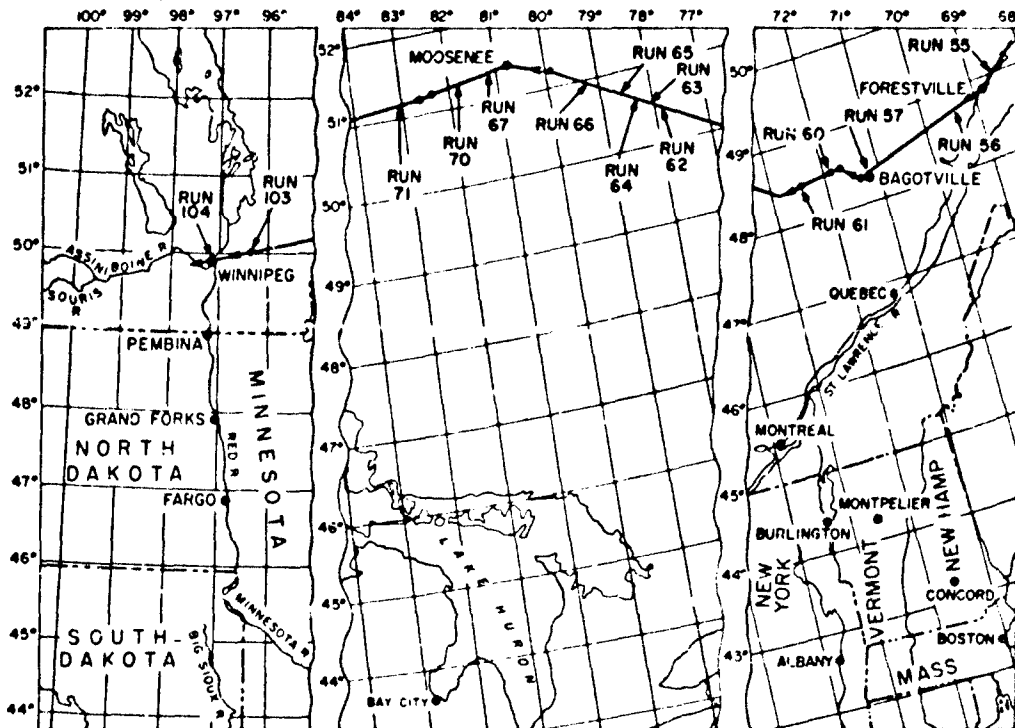 100° 99° 98° 97° 96°
52°
51°
50°
49°
48°
47°
46°
45°
44°
RUN
104
RUN
103
ASSINIBOINE R
SOURIS
R
WINNIPEG
PEMBINA
MINNESOTA
GRAND FORKS
NORTH
DAKOTA
RED R
FARGO
MINNESOTA R
SOUTH
DAKOTA
BIG SIOUX R
84° 83° 82° 81° 80° 79° 78° 77°
52°
51°
50°
49°
48°
47°
46°
45°
44°
MOOSENEE
RUN
71
RUN
70
RUN
67
RUN 66
RUN 65
RUN
63
RUN
64
RUN
62
LAKE HURON
BAY CITY
72° 71° 70° 69° 68
50°
49°
48°
47°
46°
45°
44°
43°
RUN 55
FORESTVILLE
RUN 57
RUN 60
RUN 56
BAGOTVILLE
RUN 61
QUEBEC
ST LAWRENCE R
MONTREAL
MONTPELIER
BURLINGTON
NEW
YORK
VERMONT
NEW HAMP
CONCORD
BOSTON
ALBANY
MASS